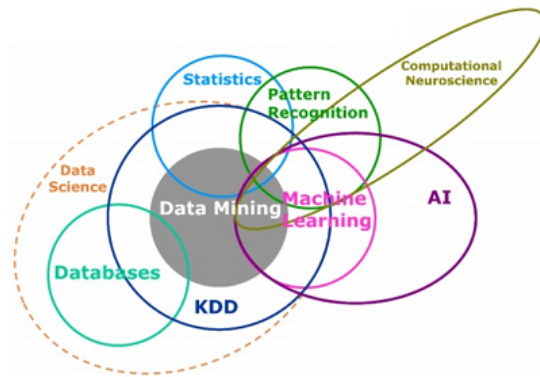 Computational
Neuroscience
Statistics
Pattern
Recognition
Data
Science
Machine
Learning
AI
Data Mining
Databases
KDD